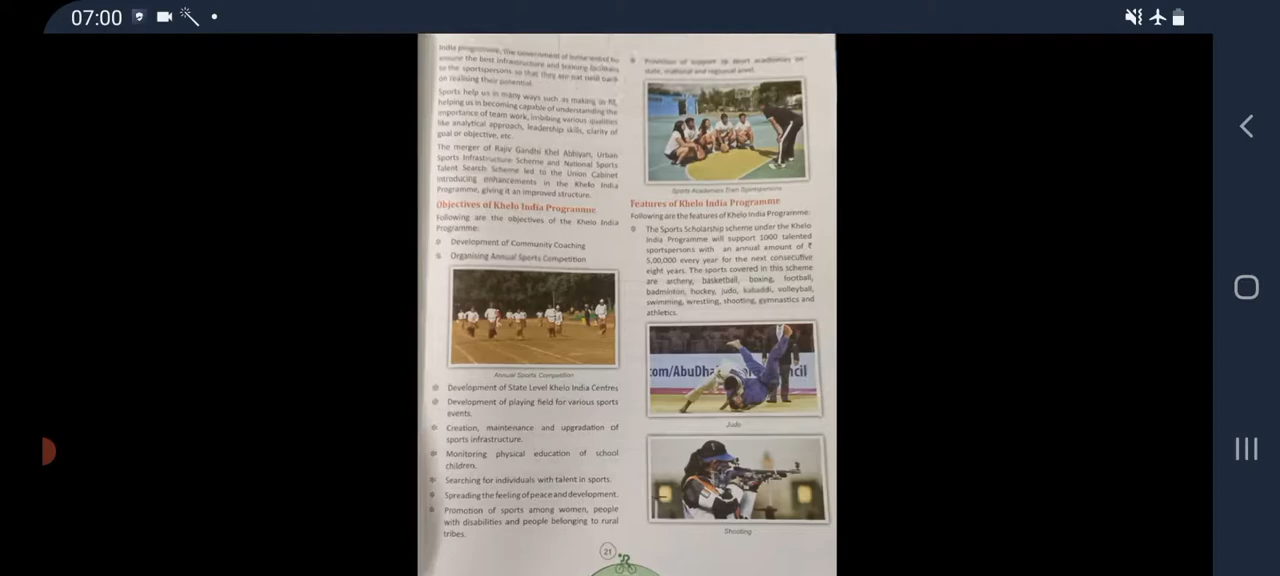 07:00
India programme, The Government of India
ensure the best infrastructure and training facilities
to the sportspersons so that they are not held back
on realising their potential.
Sports help us in many ways such as making us fit,
helping us in becoming capable of understanding the
importance of team work, imbibing various qualities
like analytical approach, leadership skills, clarity of
goal or objective, etc.
The merger of Rajiv Gandhi Khel Abhiyan, Urban
Sports Infrastructure Scheme and National Sports
Talent Search Scheme led to the Union Cabinet
introducing enhancements in the Khelo India
Programme, giving it an improved structure.
Objectives of Khelo India Programme
Following are the objectives of the Khelo India
Programme:
Development of Community Coaching
Organising Annual Sports Competition
Annual Sports Competition
Development of State Level Khelo India Centres
Development of playing field for various sports
events.
Creation, maintenance and upgradation of
sports infrastructure.
Monitoring physical education of school
children.
Searching for individuals with talent in sports.
Spreading the feeling of peace and development.
Promotion of sports among women, people
with disabilities and people belonging to rural
tribes.
Provision of support to sport academies on
state, national and regional level.
Sports Academies Train Sportspersons
Features of Khelo India Programme
Following are the features of Khelo India Programme:
The Sports Scholarship scheme under the Khelo
India Programme will support 1000 talented
sportspersons with an annual amount of ₹
5,00,000 every year for the next consecutive
eight years. The sports covered in this scheme
are archery, basketball, boxing, football,
badminton, hockey, judo, kabaddi, volleyball,
swimming, wrestling, shooting, gymnastics and
athletics.
com/AbuDha
ncil
Judo
Shooting
21